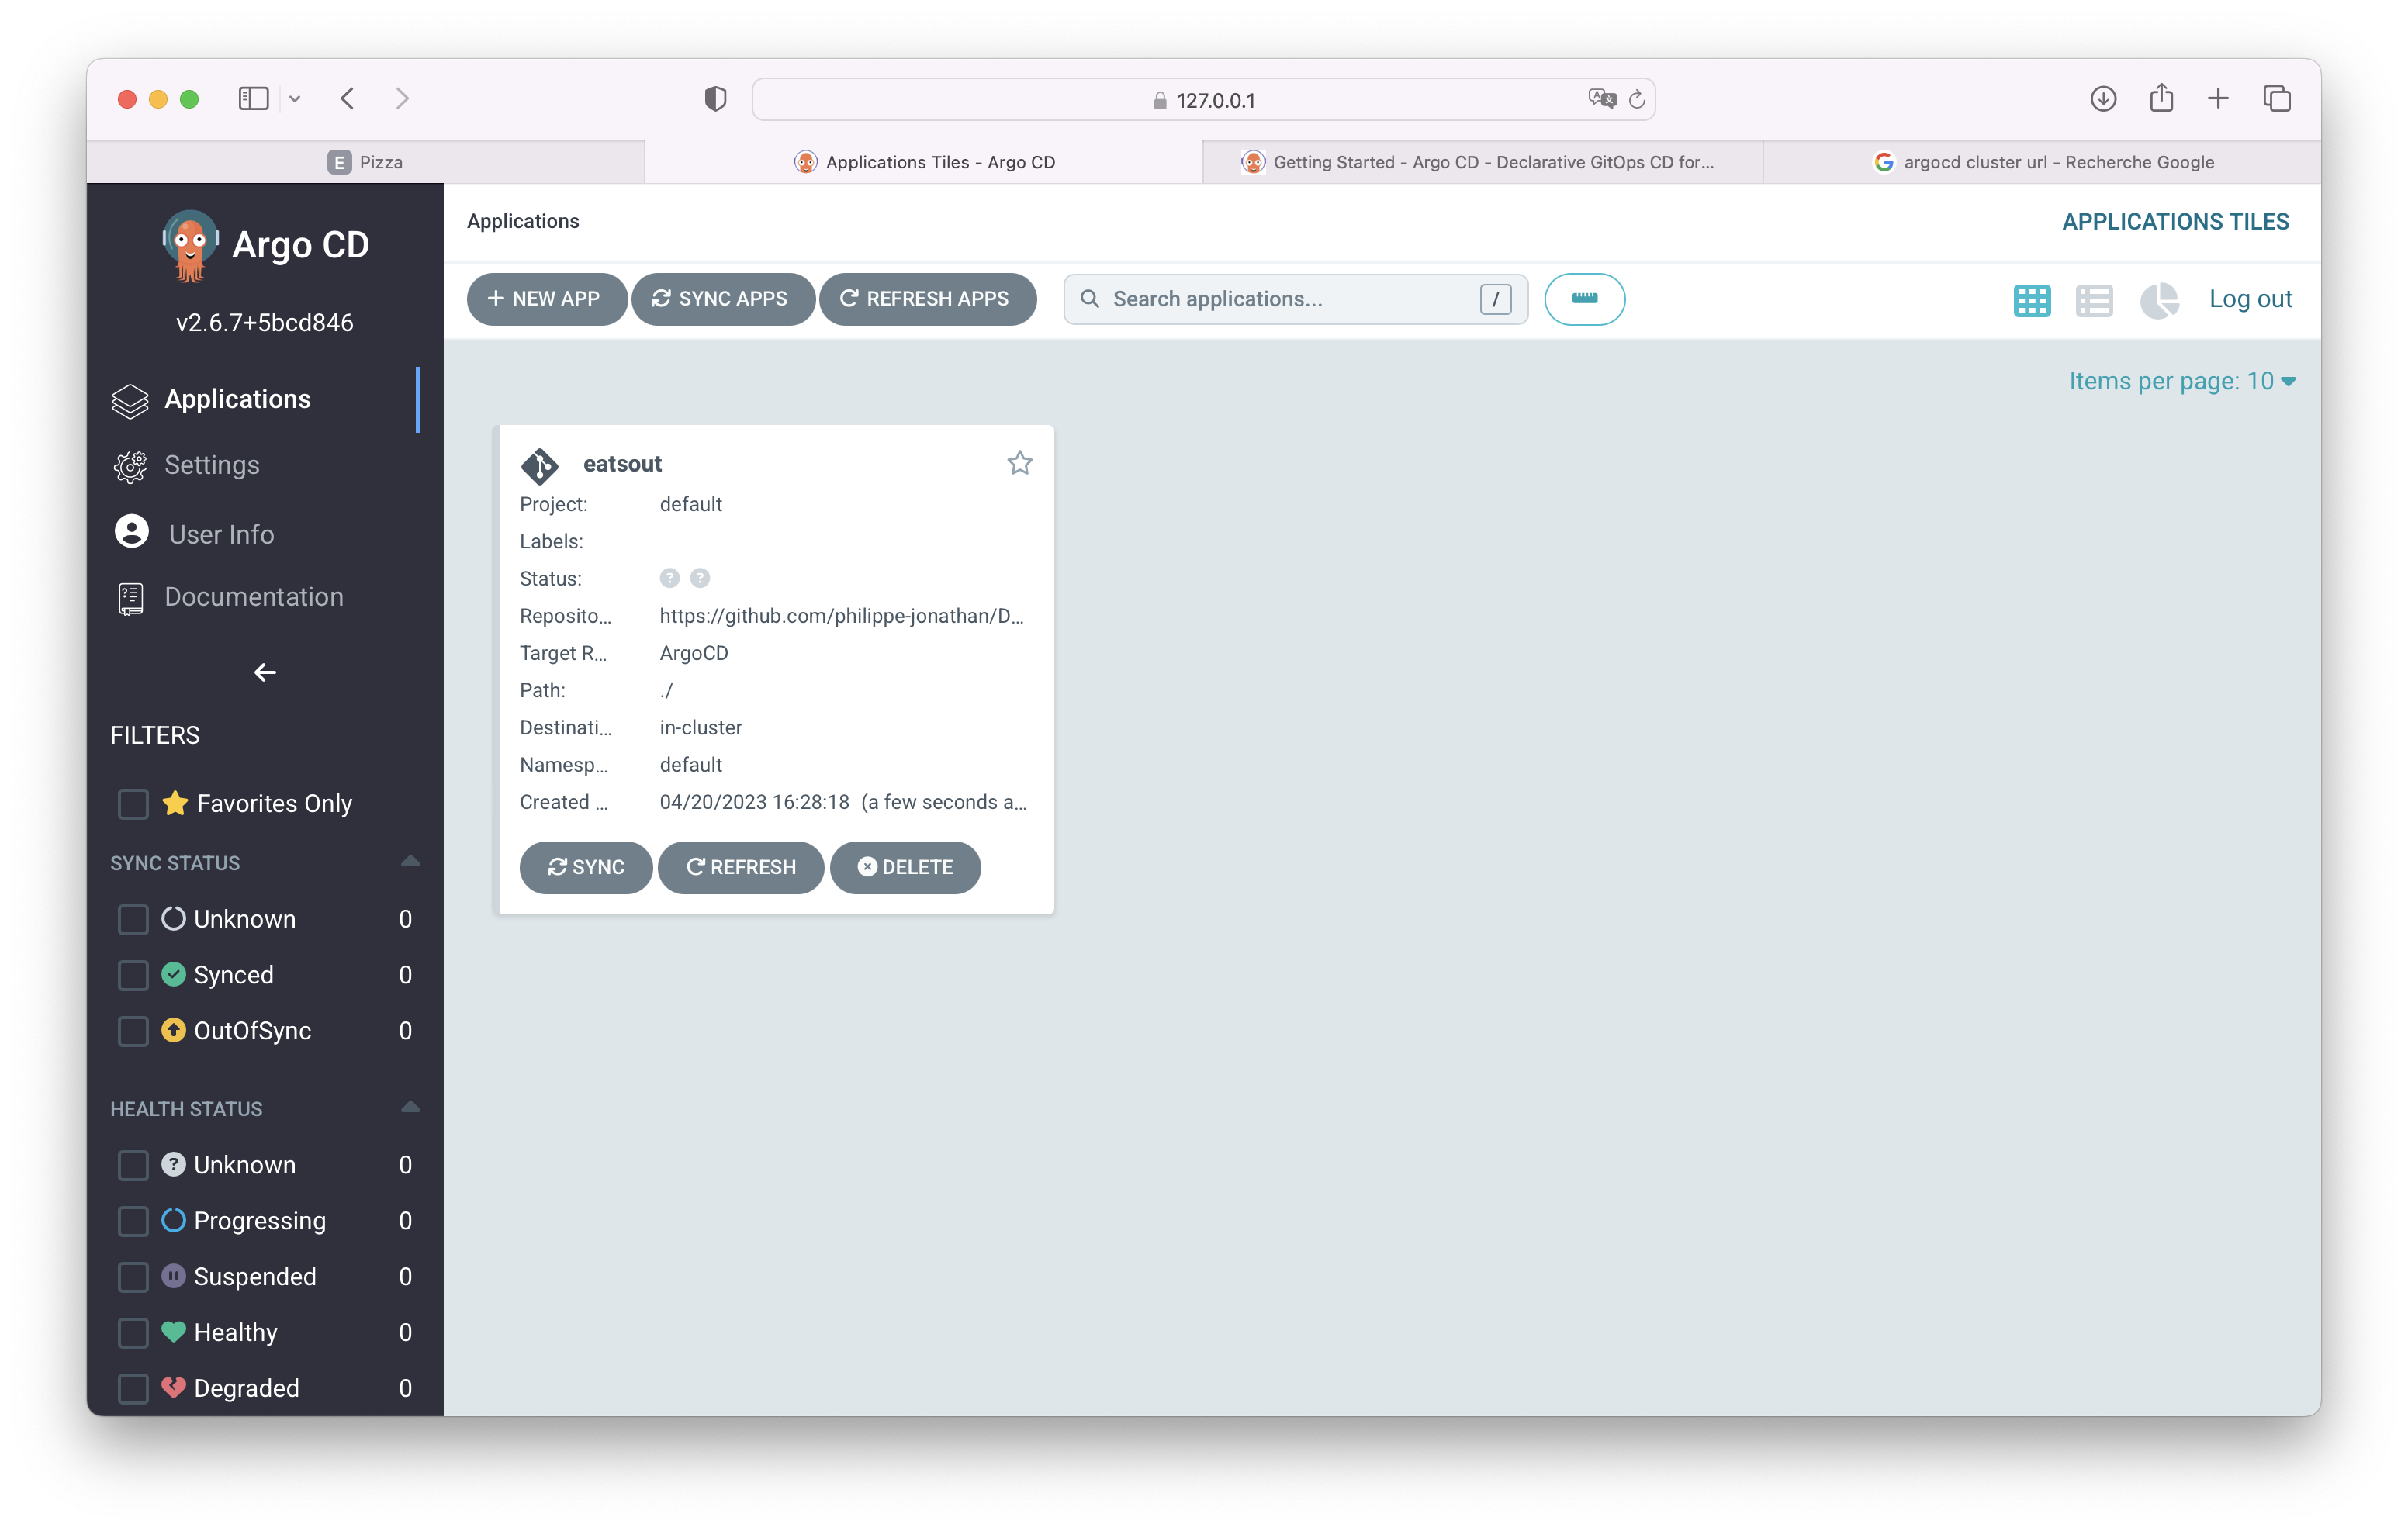 127.0.0.1
E Pizza
Applications Tiles - Argo CD
Getting Started - Argo CD - Declarative GitOps CD for...
argocd cluster url - Recherche Google
Argo CD
v2.6.7+5bcd846
Applications
Settings
User Info
Documentation
FILTERS
Favorites Only
SYNC STATUS
Unknown 0
Synced 0
OutOfSync 0
HEALTH STATUS
Unknown 0
Progressing 0
Suspended 0
Healthy 0
Degraded 0
Applications
APPLICATIONS TILES
NEW APP
SYNC APPS
REFRESH APPS
Search applications... /
Log out
Items per page: 10
eatsout
Project: default
Labels:
Status: ? ?
Reposito... https://github.com/philippe-jonathan/D...
Target R... ArgoCD
Path: ./
Destinati... in-cluster
Namesp... default
Created ... 04/20/2023 16:28:18 (a few seconds a...
SYNC
REFRESH
DELETE